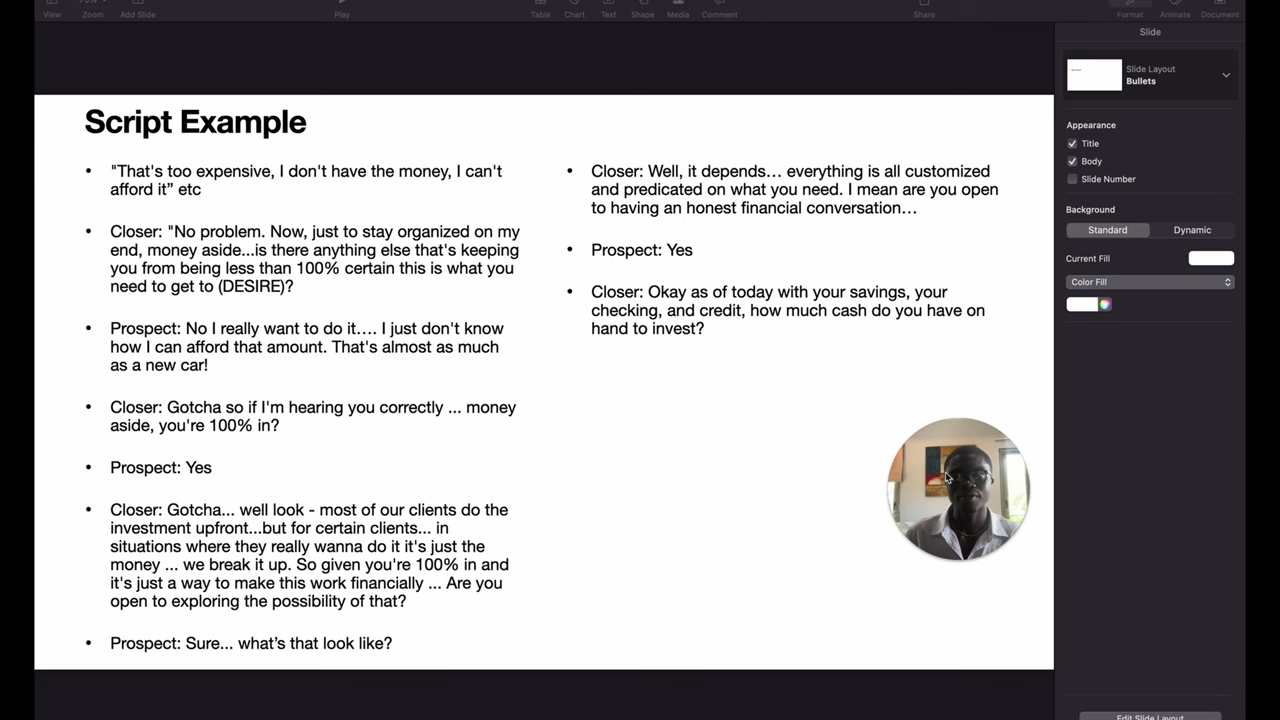 View
75%
Zoom
Add Slide
Play
Table
Chart
Text
Shape
Media
Comment
Share
Format
Animate
Document
Slide
Slide Layout
Bullets
Appearance
Title
Body
Slide Number
Background
Standard
Dynamic
Current Fill
Color Fill
Edit Slide Layout
Script Example
• "That's too expensive, I don't have the money, I can't
afford it” etc
• Closer: "No problem. Now, just to stay organized on my
end, money aside...is there anything else that's keeping
you from being less than 100% certain this is what you
need to get to (DESIRE)?
• Prospect: No I really want to do it…. I just don't know
how I can afford that amount. That's almost as much
as a new car!
• Closer: Gotcha so if I'm hearing you correctly ... money
aside, you're 100% in?
• Prospect: Yes
• Closer: Gotcha... well look - most of our clients do the
investment upfront...but for certain clients... in
situations where they really wanna do it it's just the
money ... we break it up. So given you're 100% in and
it's just a way to make this work financially ... Are you
open to exploring the possibility of that?
• Prospect: Sure... what’s that look like?
• Closer: Well, it depends… everything is all customized
and predicated on what you need. I mean are you open
to having an honest financial conversation…
• Prospect: Yes
• Closer: Okay as of today with your savings, your
checking, and credit, how much cash do you have on
hand to invest?